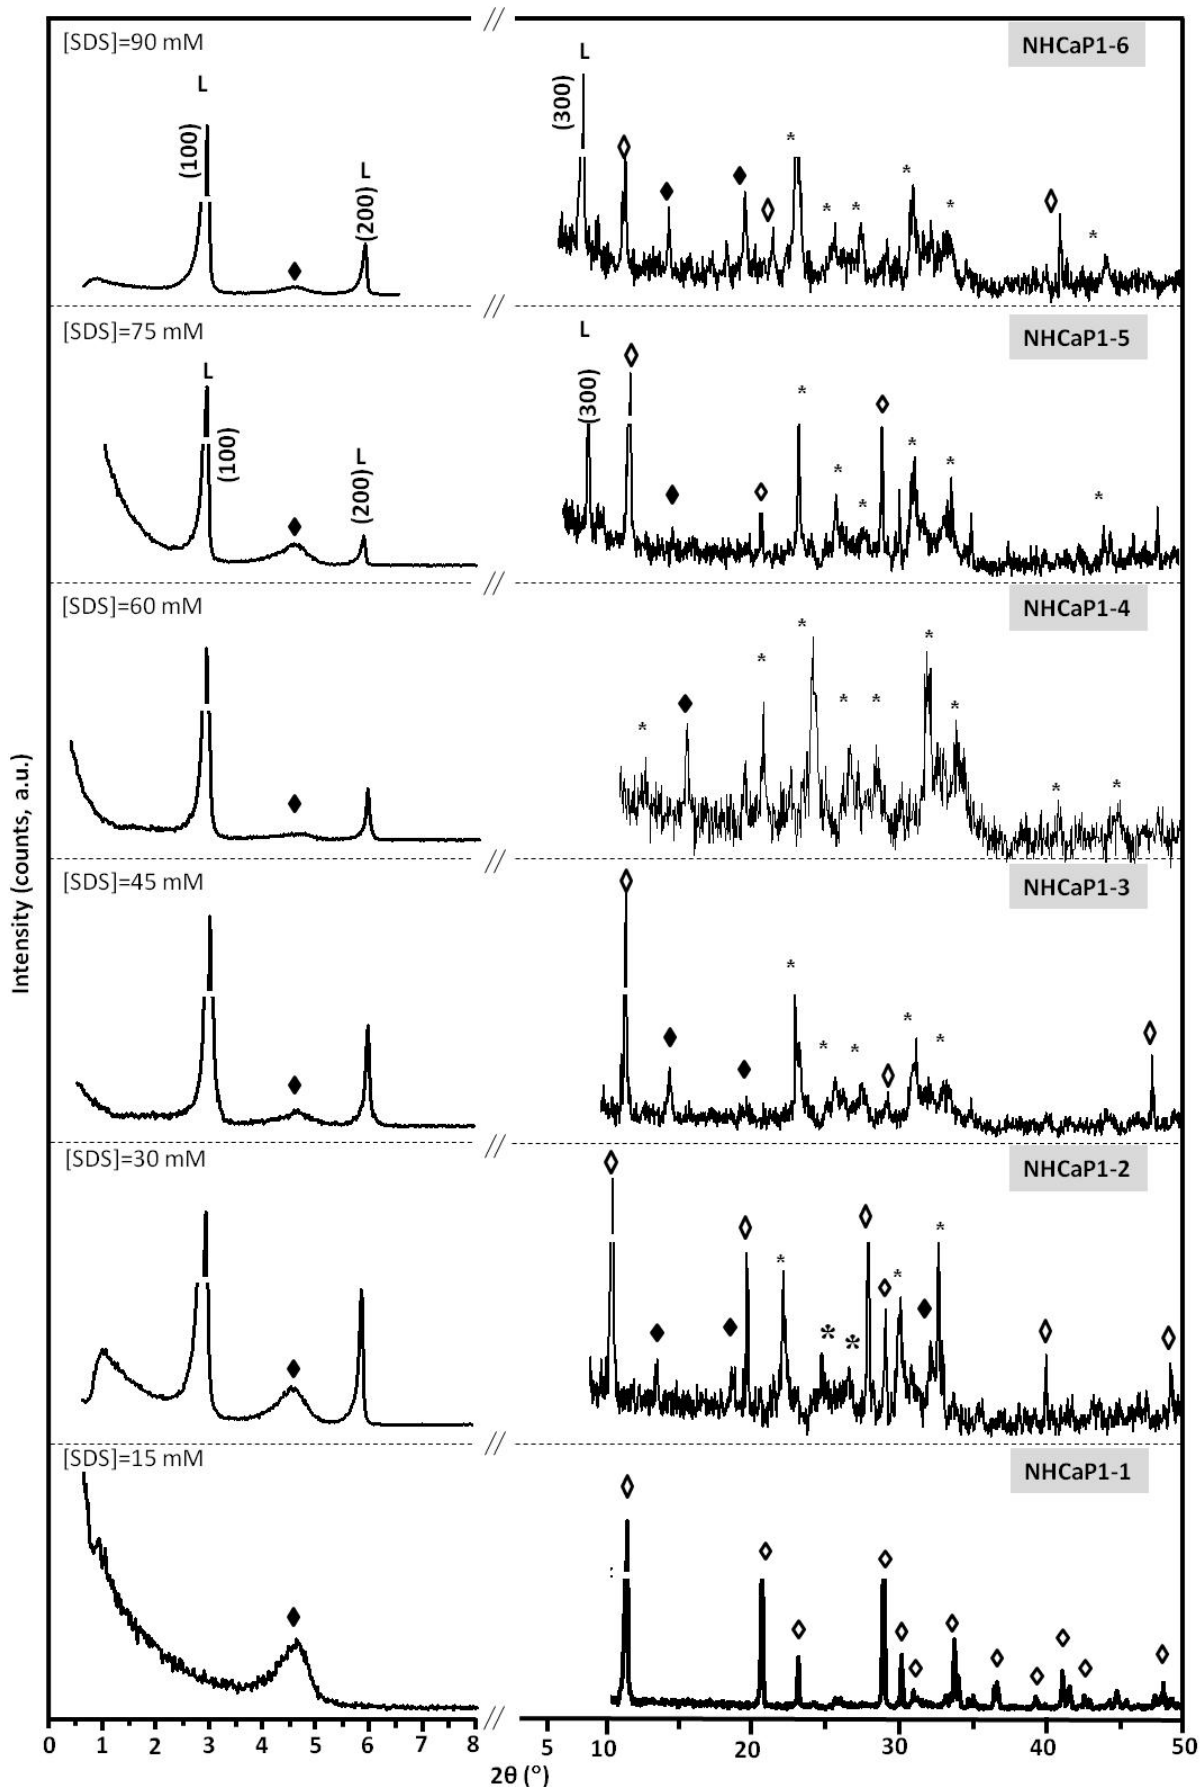 [SDS]=90 mM
NHCaP1-6
L
(100)
L
(200)
L
(300)
[SDS]=75 mM
NHCaP1-5
L
(100)
L
(200)
L
(300)
[SDS]=60 mM
NHCaP1-4
[SDS]=45 mM
NHCaP1-3
[SDS]=30 mM
NHCaP1-2
[SDS]=15 mM
NHCaP1-1
Intensity (counts, a.u.)
0 1 2 3 4 5 6 7 8 5 10 20 30 40 50
2θ (°)